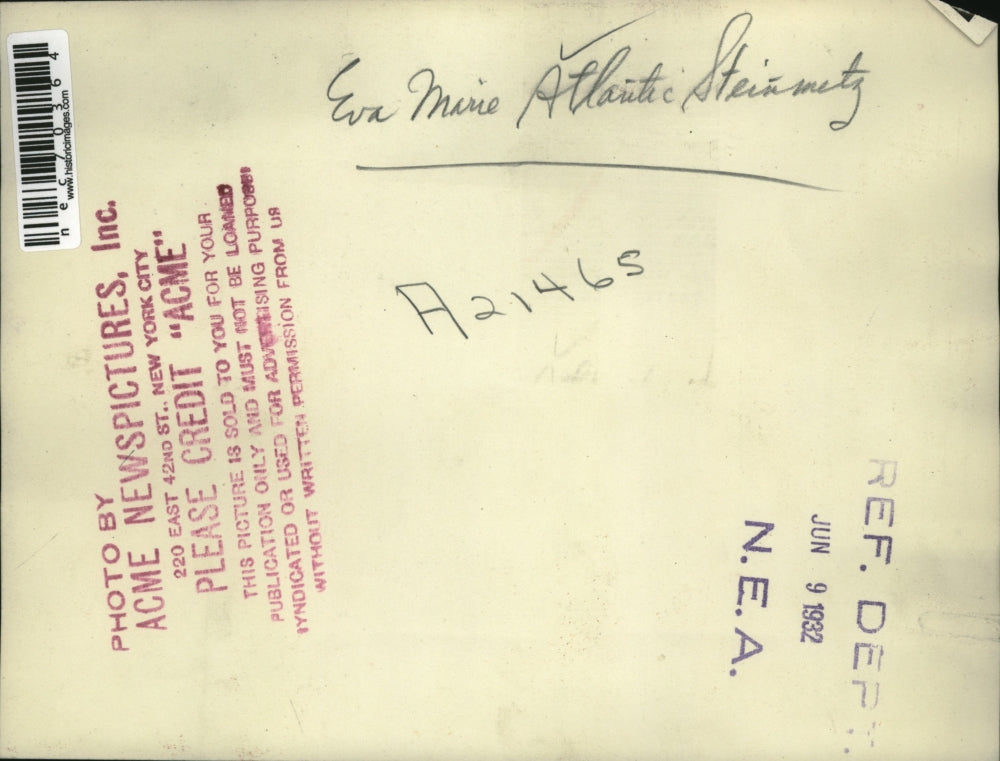 Eva Marie Atlantic Steinmetz
A21465
nec70364
www.historicimages.com
PHOTO BY
ACME NEWSPICTURES, Inc.
220 EAST 42ND ST., NEW YORK CITY
PLEASE CREDIT "ACME"
THIS PICTURE IS SOLD TO YOU FOR YOUR
PUBLICATION ONLY AND MUST NOT BE LOANED
SYNDICATED OR USED FOR ADVERTISING PURPOSES
WITHOUT WRITTEN PERMISSION FROM US
REF. DEPT.
JUN 9 1932
N.E.A.